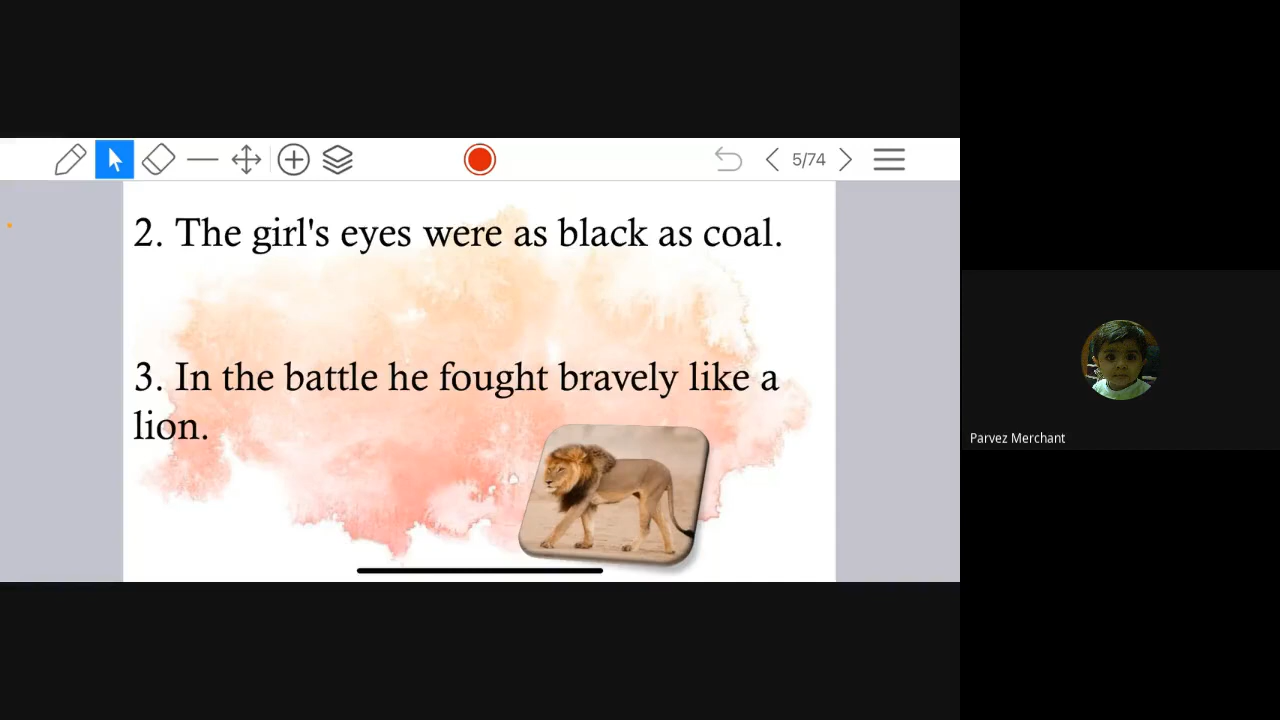 5/74
2. The girl's eyes were as black as coal.
3. In the battle he fought bravely like a
lion.
Parvez Merchant